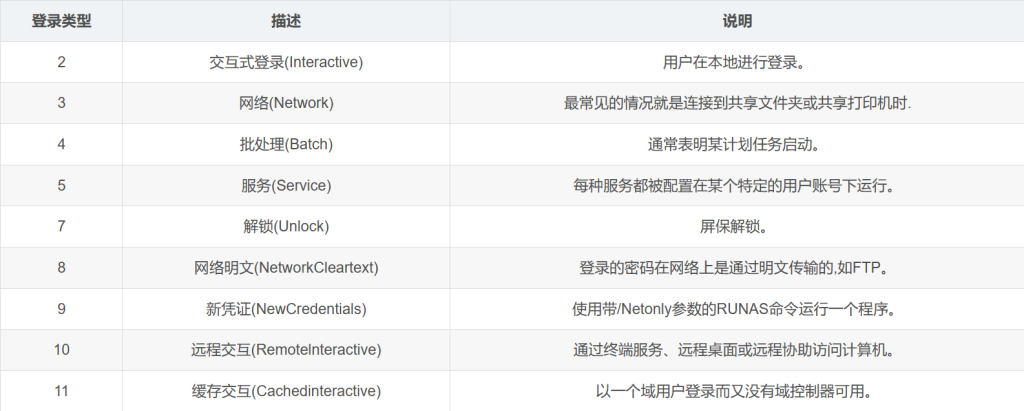 登录类型 描述 说明
2 交互式登录(Interactive) 用户在本地进行登录。
3 网络(Network) 最常见的情况就是连接到共享文件夹或共享打印机时.
4 批处理(Batch) 通常表明某计划任务启动。
5 服务(Service) 每种服务都被配置在某个特定的用户账号下运行。
7 解锁(Unlock) 屏保解锁。
8 网络明文(NetworkCleartext) 登录的密码在网络上是通过明文传输的,如FTP。
9 新凭证(NewCredentials) 使用带/Netonly参数的RUNAS命令运行一个程序。
10 远程交互(RemoteInteractive) 通过终端服务、远程桌面或远程协助访问计算机。
11 缓存交互(Cachedinteractive) 以一个域用户登录而又没有域控制器可用。